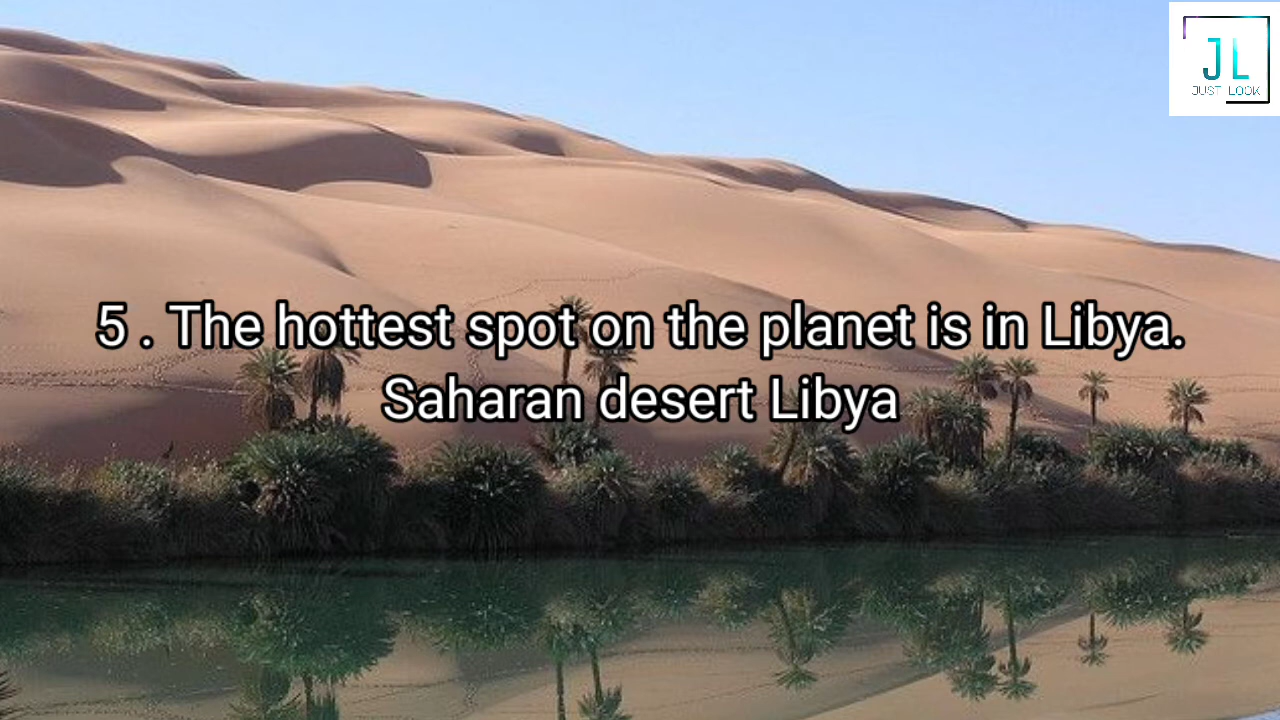 JL
JUST LOOK
5 . The hottest spot on the planet is in Libya.
Saharan desert Libya